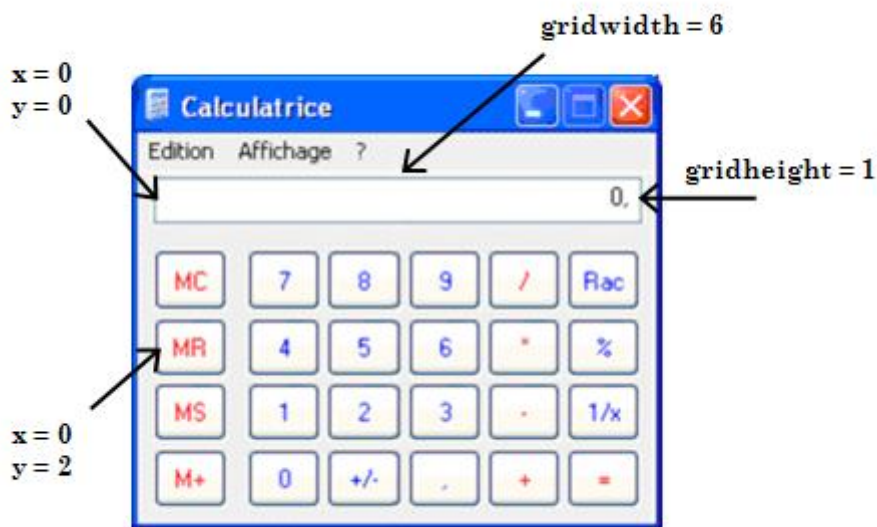 gridwidth = 6
x = 0
y = 0
Calculatrice
Edition Affichage ?
gridheight = 1
0,
MC 7 8 9 / Rac
MR 4 5 6 * %
MS 1 2 3 - 1/x
x = 0
y = 2
M+ 0 +/- , + =